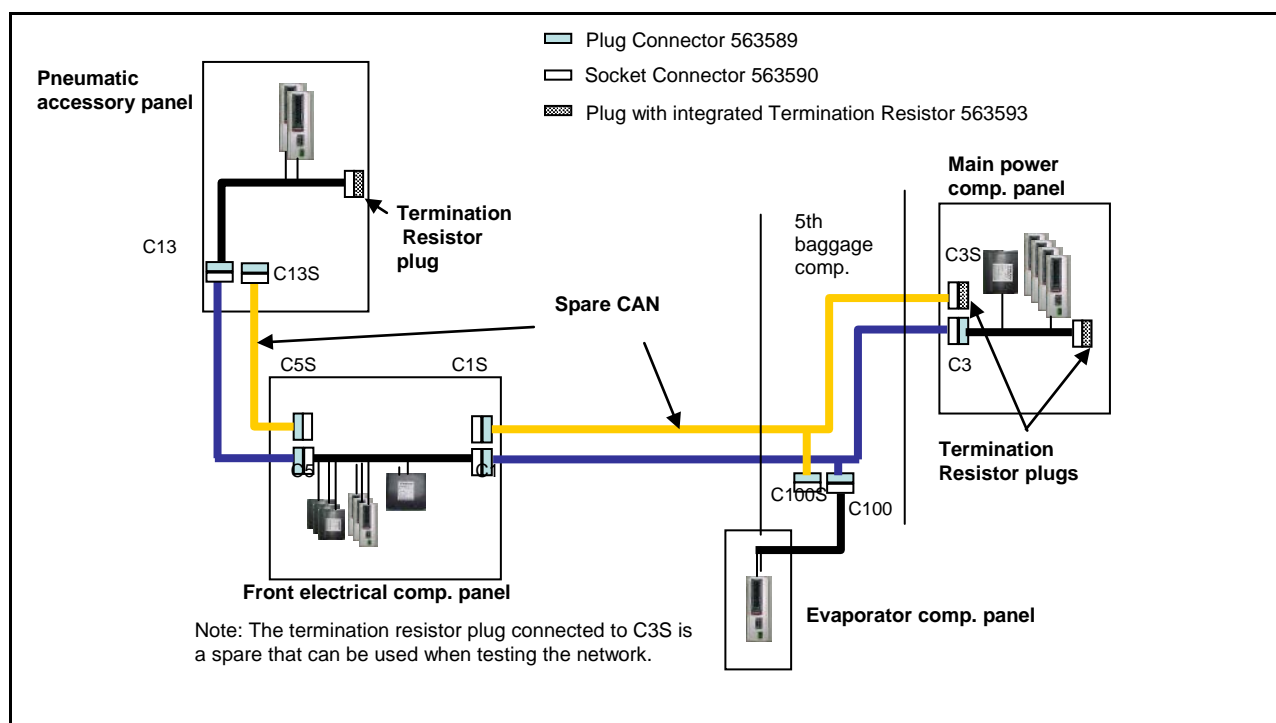 Plug Connector 563589
Socket Connector 563590
Plug with integrated Termination Resistor 563593
Pneumatic
accessory panel
Termination
Resistor
plug
C13
C13S
Spare CAN
5th
baggage
comp.
Main power
comp. panel
C3S
C3
Termination
Resistor plugs
C5S
C1S
C5
C1
C100S
C100
Front electrical comp. panel
Evaporator comp. panel
Note: The termination resistor plug connected to C3S is
a spare that can be used when testing the network.